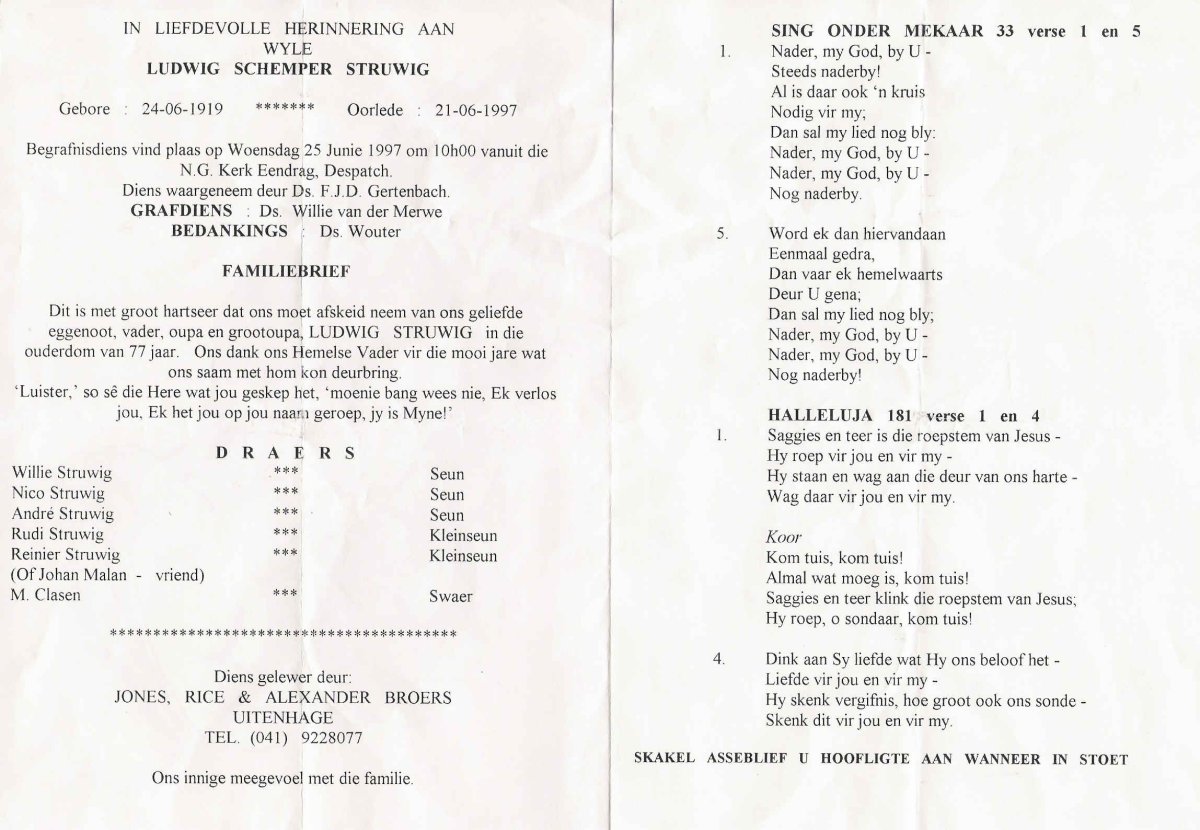 IN LIEFDEVOLLE HERINNERING AAN
WYLE
LUDWIG SCHEMPER STRUWIG
Gebore : 24-06-1919 ******* Oorlede : 21-06-1997
Begrafnisdiens vind plaas op Woensdag 25 Junie 1997 om 10h00 vanuit die
N.G. Kerk Eendrag, Despatch.
Diens waargeneem deur Ds. F.J.D. Gertenbach.
GRAFDIENS : Ds. Willie van der Merwe
BEDANKINGS : Ds. Wouter
FAMILIEBRIEF
Dit is met groot hartseer dat ons moet afskeid neem van ons geliefde
eggenoot, vader, oupa en grootoupa, LUDWIG STRUWIG in die
ouderdom van 77 jaar. Ons dank ons Hemelse Vader vir die mooi jare wat
ons saam met hom kon deurbring.
‘Luister,’ so sê die Here wat jou geskep het, ‘moenie bang wees nie, Ek verlos
jou, Ek het jou op jou naam geroep, jy is Myne!’
D R A E R S
Willie Struwig *** Seun
Nico Struwig *** Seun
André Struwig *** Seun
Rudi Struwig *** Kleinseun
Reinier Struwig *** Kleinseun
(Of Johan Malan - vriend)
M. Clasen *** Swaer
****************************************
Diens gelewer deur:
JONES, RICE & ALEXANDER BROERS
UITENHAGE
TEL. (041) 9228077
Ons innige meegevoel met die familie.
SING ONDER MEKAAR 33 verse 1 en 5
1. Nader, my God, by U -
Steeds naderby!
Al is daar ook ‘n kruis
Nodig vir my;
Dan sal my lied nog bly:
Nader, my God, by U -
Nader, my God, by U -
Nog naderby.
5. Word ek dan hiervandaan
Eenmaal gedra,
Dan vaar ek hemelwaarts
Deur U gena;
Dan sal my lied nog bly;
Nader, my God, by U -
Nader, my God, by U -
Nog naderby!
HALLELUJA 181 verse 1 en 4
1. Saggies en teer is die roepstem van Jesus -
Hy roep vir jou en vir my -
Hy staan en wag aan die deur van ons harte -
Wag daar vir jou en vir my.
Koor
Kom tuis, kom tuis!
Almal wat moeg is, kom tuis!
Saggies en teer klink die roepstem van Jesus;
Hy roep, o sondaar, kom tuis!
4. Dink aan Sy liefde wat Hy ons beloof het -
Liefde vir jou en vir my -
Hy skenk vergifnis, hoe groot ook ons sonde -
Skenk dit vir jou en vir my.
SKAKEL ASSEBLIEF U HOOFLIGTE AAN WANNEER IN STOET